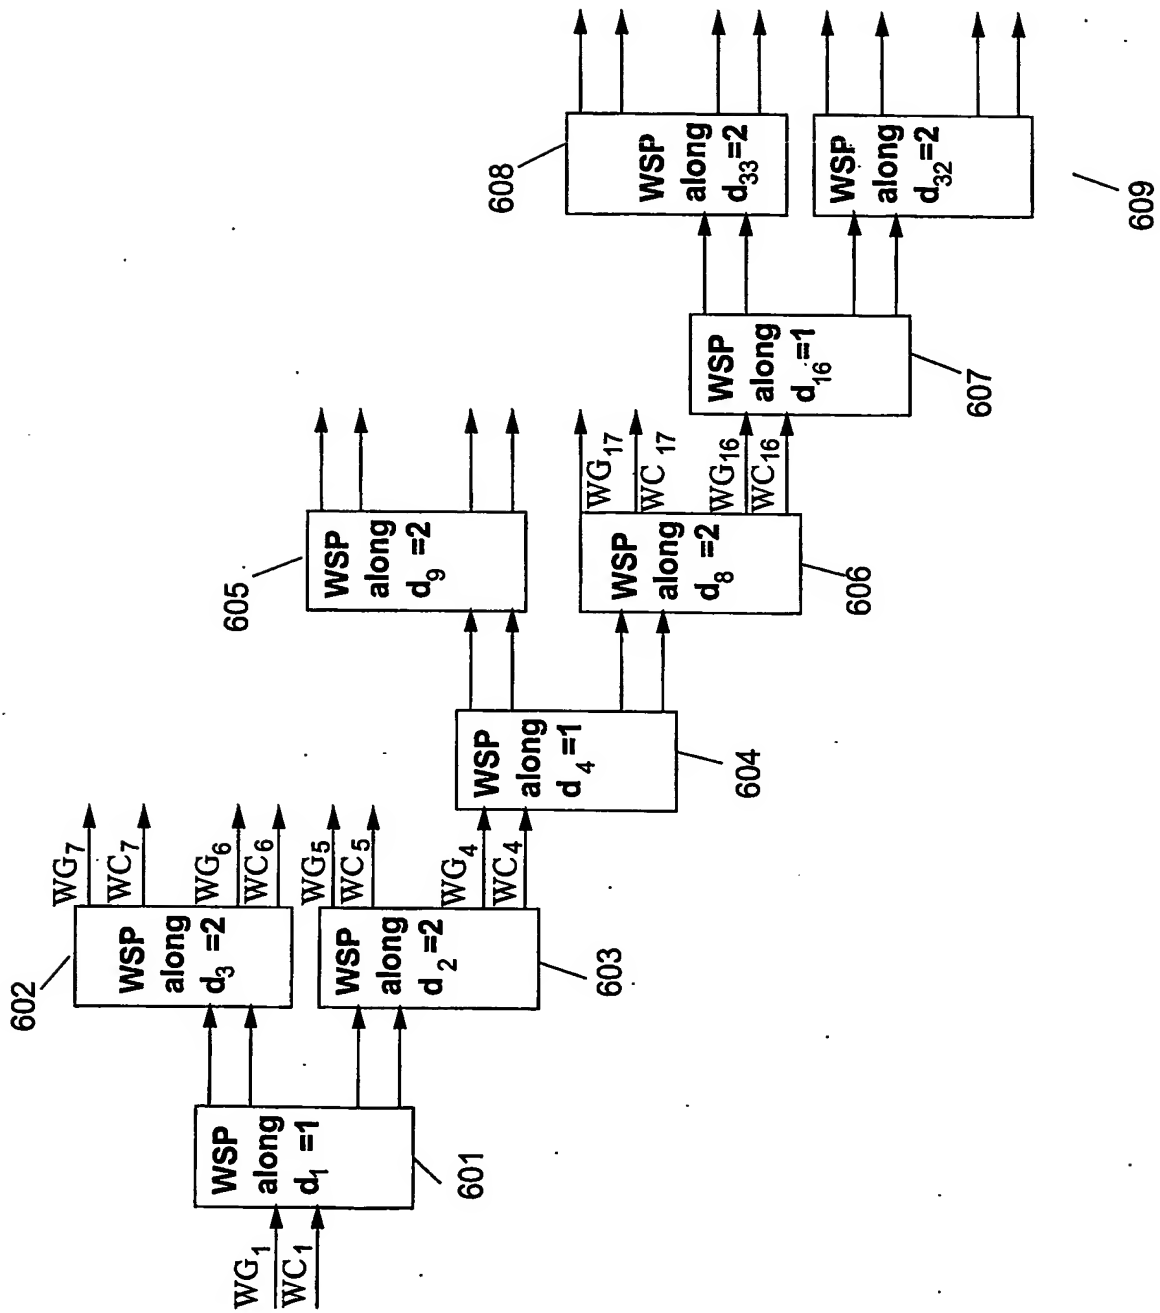 608
WSP
along
d33=2
WSP
along
d32=2
609
WSP
along
d16=1
607
605
WSP
along
d9=2
WG17
WC17
WG16
WC16
WSP
along
d8=2
606
WSP
along
d4=1
604
WG7
WC7
WG6
WC6
WG5
WC5
WG4
WC4
602
WSP
along
d3=2
WSP
along
d2=2
603
WSP
along
d1=1
601
WG1
WC1